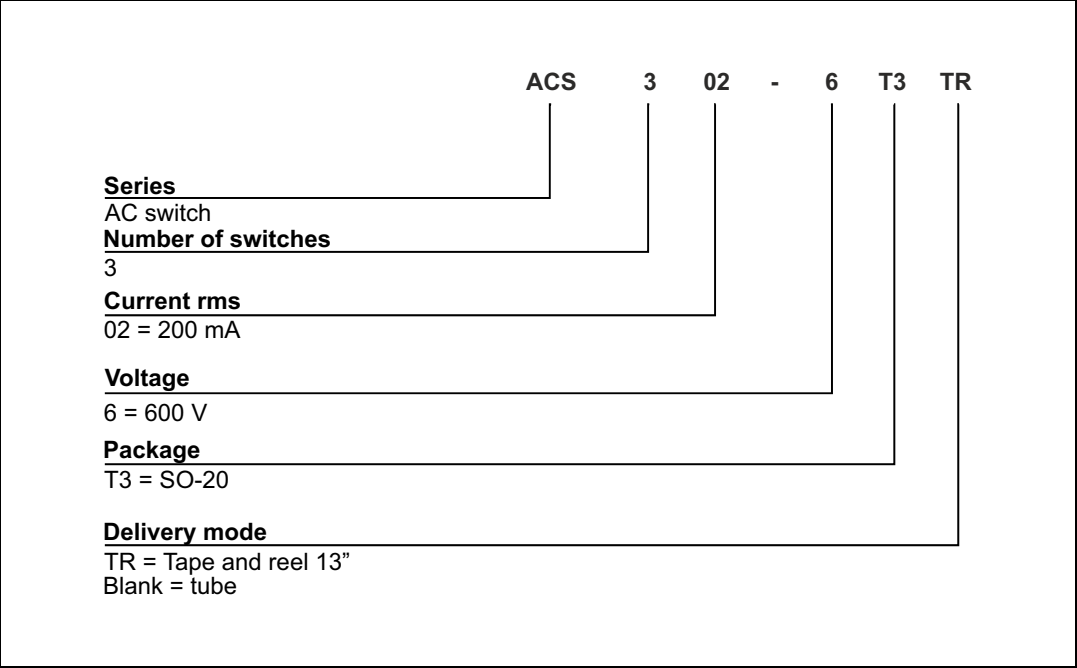 ACS 3 02 - 6 T3 TR
Series
AC switch
Number of switches
3
Current rms
02 = 200 mA
Voltage
6 = 600 V
Package
T3 = SO-20
Delivery mode
TR = Tape and reel 13”
Blank = tube